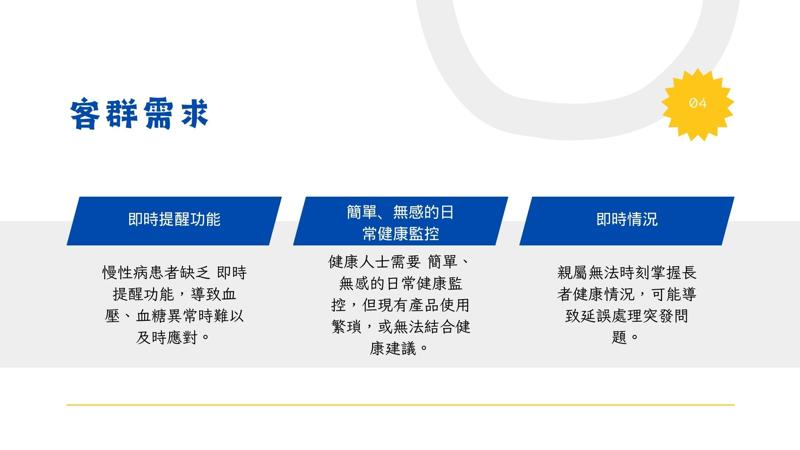 客群需求
04
即時提醒功能
慢性病患者缺乏 即時
提醒功能，導致血
壓、血糖異常時難以
及時應對。
簡單、無感的日
常健康監控
健康人士需要 簡單、
無感的日常健康監
控，但現有產品使用
繁瑣，或無法結合健
康建議。
即時情況
親屬無法時刻掌握長
者健康情況，可能導
致延誤處理突發問
題。